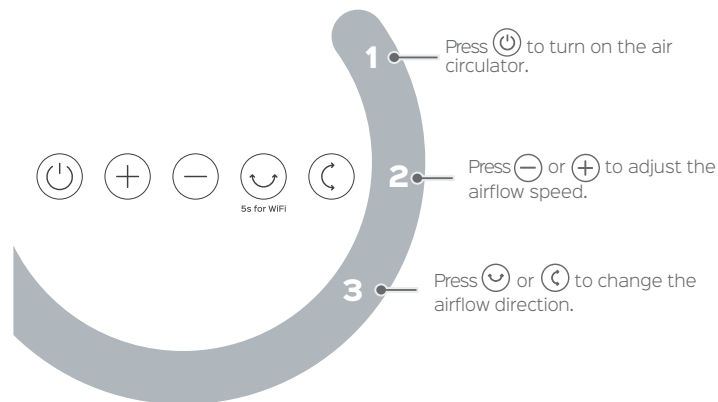 1
Press to turn on the air
circulator.
2
Press or to adjust the
airflow speed.
5s for WiFi
3
Press or to change the
airflow direction.